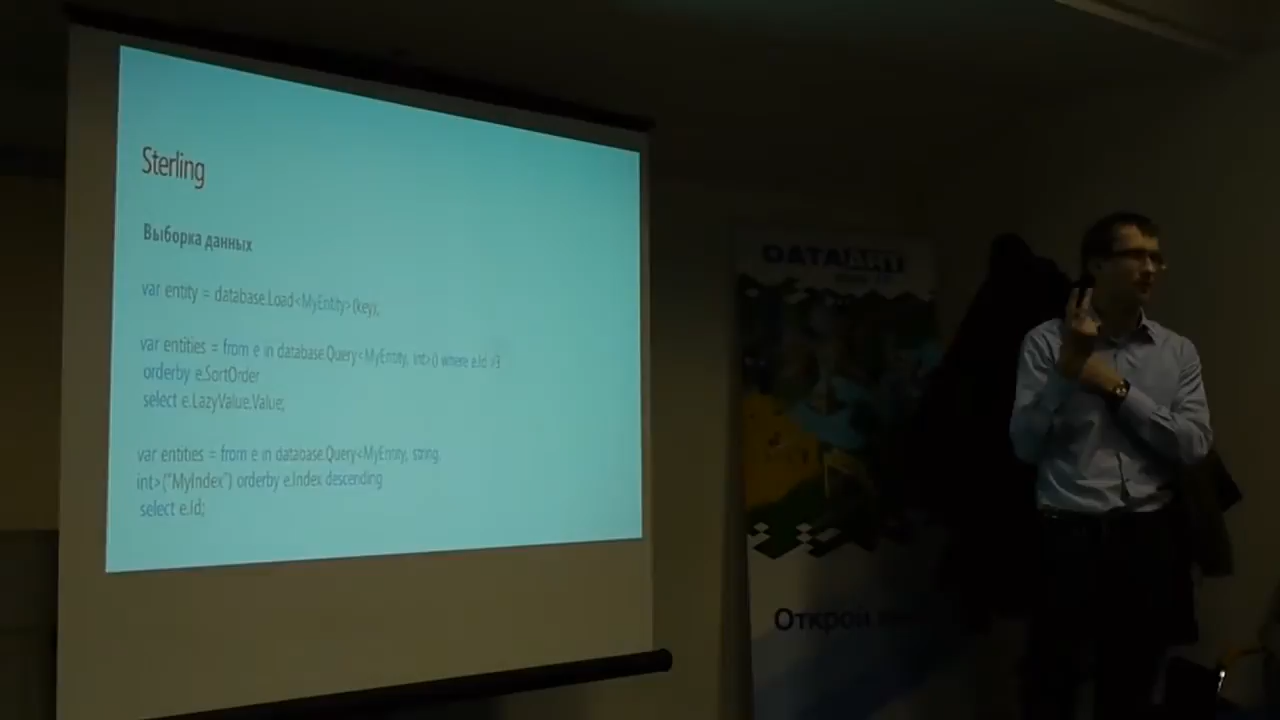 Sterling
Выборка данных
var entity = database.Load<MyEntity>(key);
var entities = from e in database.Query<MyEntity, int>() where e.Id >3
orderby e.SortOrder
select e.LazyValue.Value;
var entities = from e in database.Query<MyEntity, string,
int>("MyIndex") orderby e.Index descending
select e.Id;
DATAART
Открой